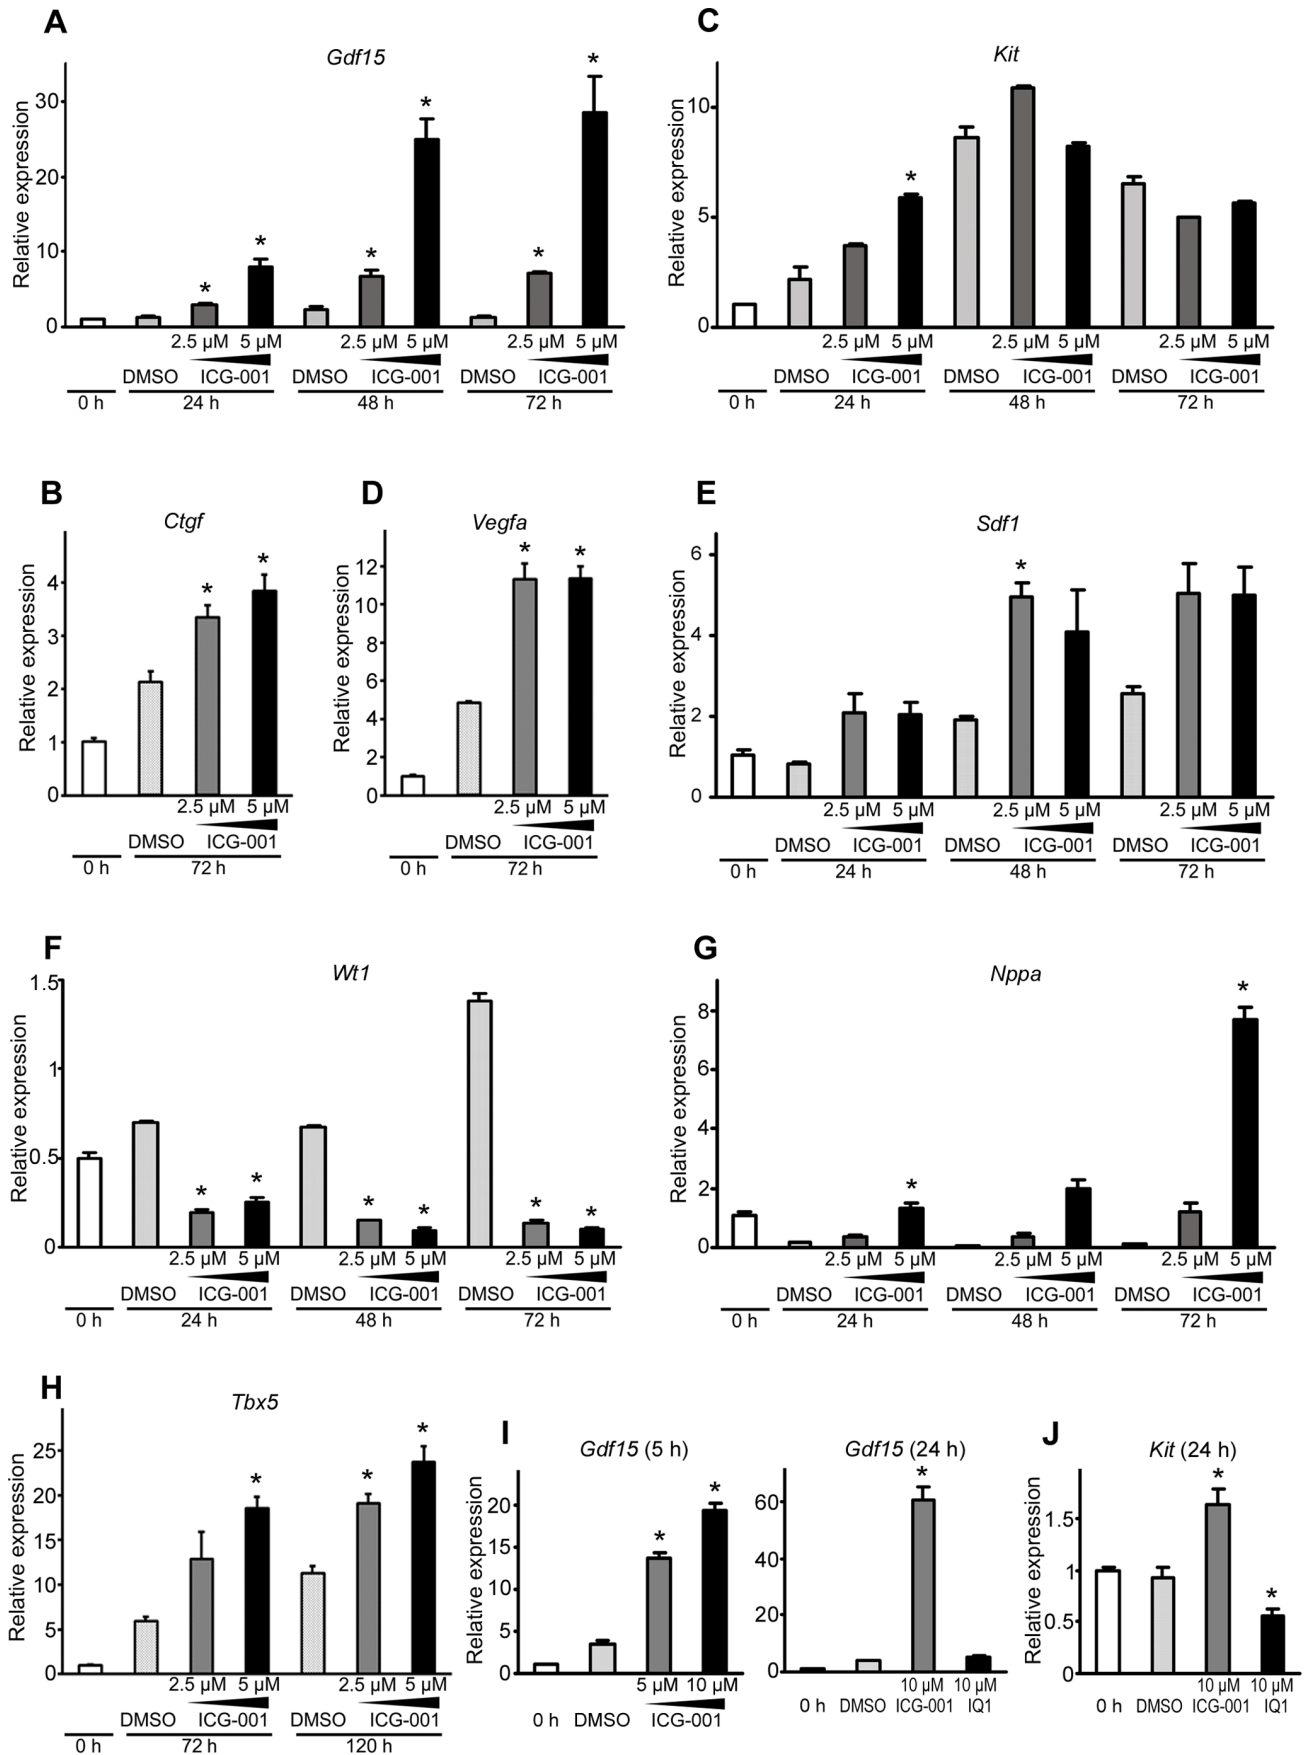 A
Gdf15
Relative expression
30
20
10
0
* * * * * *
2.5 µM 5 µM 2.5 µM 5 µM 2.5 µM 5 µM
DMSO ICG-001 DMSO ICG-001 DMSO ICG-001
0 h 24 h 48 h 72 h
C
Kit
Relative expression
10
5
0
*
2.5 µM 5 µM 2.5 µM 5 µM 2.5 µM 5 µM
DMSO ICG-001 DMSO ICG-001 DMSO ICG-001
0 h 24 h 48 h 72 h
B
Ctgf
Relative expression
4
3
2
1
0
* *
2.5 µM 5 µM
DMSO ICG-001
0 h 72 h
D
Vegfa
Relative expression
12
10
8
6
4
2
0
* *
2.5 µM 5 µM
DMSO ICG-001
0 h 72 h
E
Sdf1
Relative expression
6
4
2
0
*
2.5 µM 5 µM 2.5 µM 5 µM 2.5 µM 5 µM
DMSO ICG-001 DMSO ICG-001 DMSO ICG-001
0 h 24 h 48 h 72 h
F
Wt1
Relative expression
1.5
1
0.5
0
* * * * * *
2.5 µM 5 µM 2.5 µM 5 µM 2.5 µM 5 µM
DMSO ICG-001 DMSO ICG-001 DMSO ICG-001
0 h 24 h 48 h 72 h
G
Nppa
Relative expression
8
6
4
2
0
* *
2.5 µM 5 µM 2.5 µM 5 µM 2.5 µM 5 µM
DMSO ICG-001 DMSO ICG-001 DMSO ICG-001
0 h 24 h 48 h 72 h
H
Tbx5
Relative expression
25
20
15
10
5
0
* * *
2.5 µM 5 µM 2.5 µM 5 µM
DMSO ICG-001 DMSO ICG-001
0 h 72 h 120 h
I
Gdf15 (5 h)
Relative expression
20
15
10
5
0
* *
5 µM 10 µM
0 h DMSO ICG-001
Gdf15 (24 h)
60
40
20
0
*
10 µM 10 µM
0 h DMSO ICG-001 IQ1
J
Kit (24 h)
Relative expression
1.5
1
0.5
0
* *
10 µM 10 µM
0 h DMSO ICG-001 IQ1